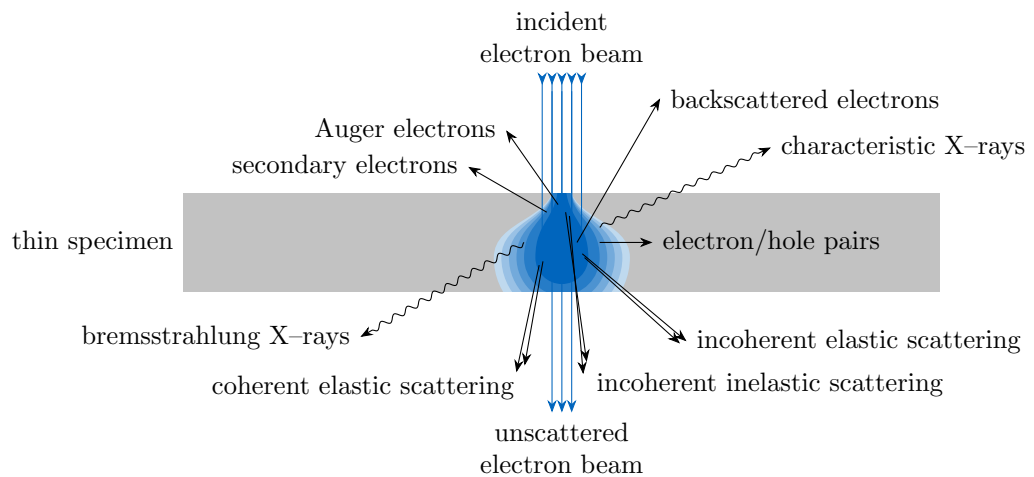 incident
electron beam
backscattered electrons
Auger electrons
characteristic X–rays
secondary electrons
thin specimen
electron/hole pairs
bremsstrahlung X–rays
incoherent elastic scattering
coherent elastic scattering
incoherent inelastic scattering
unscattered
electron beam